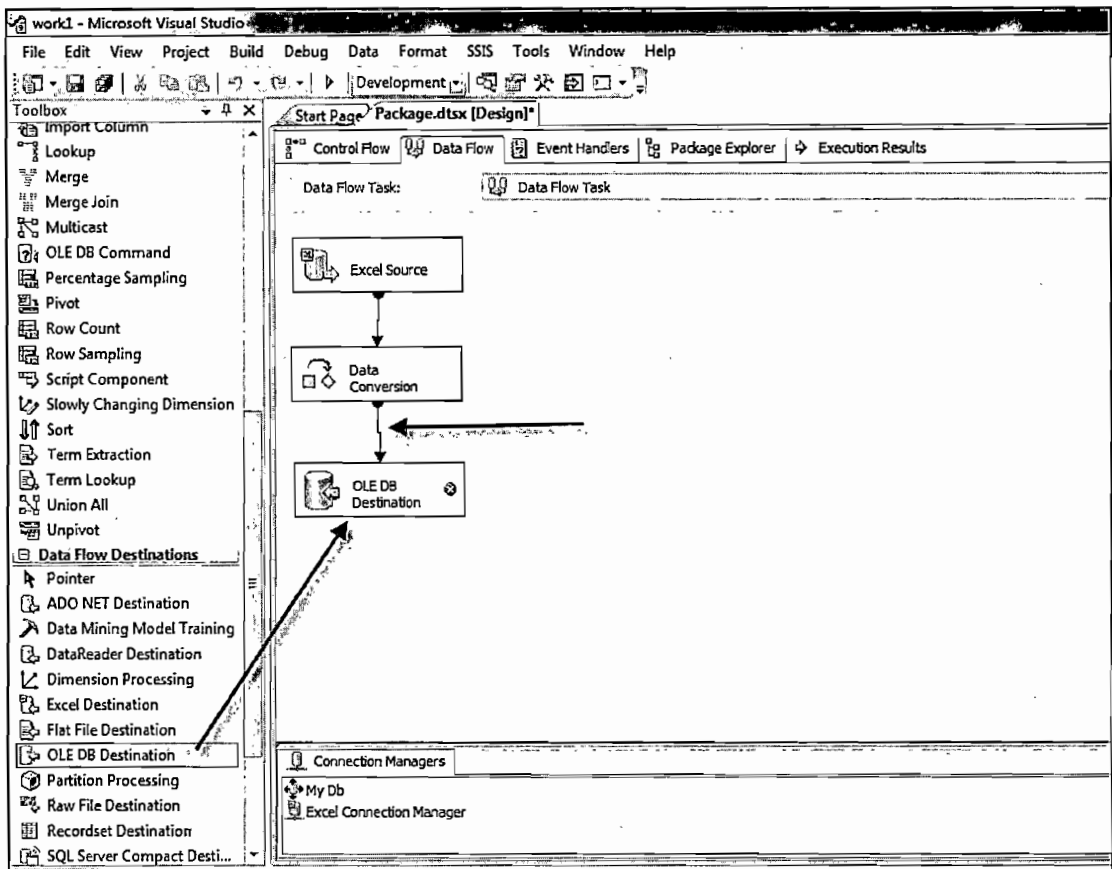 work1 - Microsoft Visual Studio
File Edit View Project Build Debug Data Format SSIS Tools Window Help
Development
Toolbox
Start Page Package.dtsx [Design]*
Import Column
Lookup
Merge
Merge Join
Multicast
OLE DB Command
Percentage Sampling
Pivot
Row Count
Row Sampling
Script Component
Slowly Changing Dimension
Sort
Term Extraction
Term Lookup
Union All
Unpivot
Data Flow Destinations
Pointer
ADO NET Destination
Data Mining Model Training
DataReader Destination
Dimension Processing
Excel Destination
Flat File Destination
OLE DB Destination
Partition Processing
Raw File Destination
Recordset Destination
SQL Server Compact Desti...
Control Flow Data Flow Event Handlers Package Explorer Execution Results
Data Flow Task: Data Flow Task
Excel Source
Data
Conversion
OLE DB
Destination
Connection Managers
My Db
Excel Connection Manager